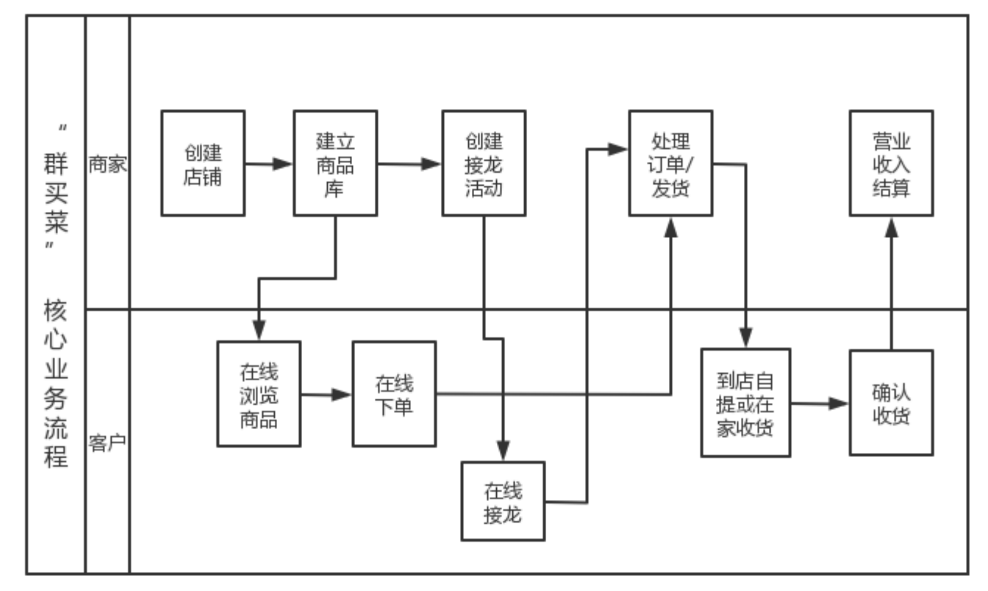 “群买菜” 核心业务流程
商家
创建
店铺
建立
商品
库
创建
接龙
活动
处理
订单/
发货
营业
收入
结算
客户
在线
浏览
商品
在线
下单
在线
接龙
到店自
提或在
家收货
确认
收货